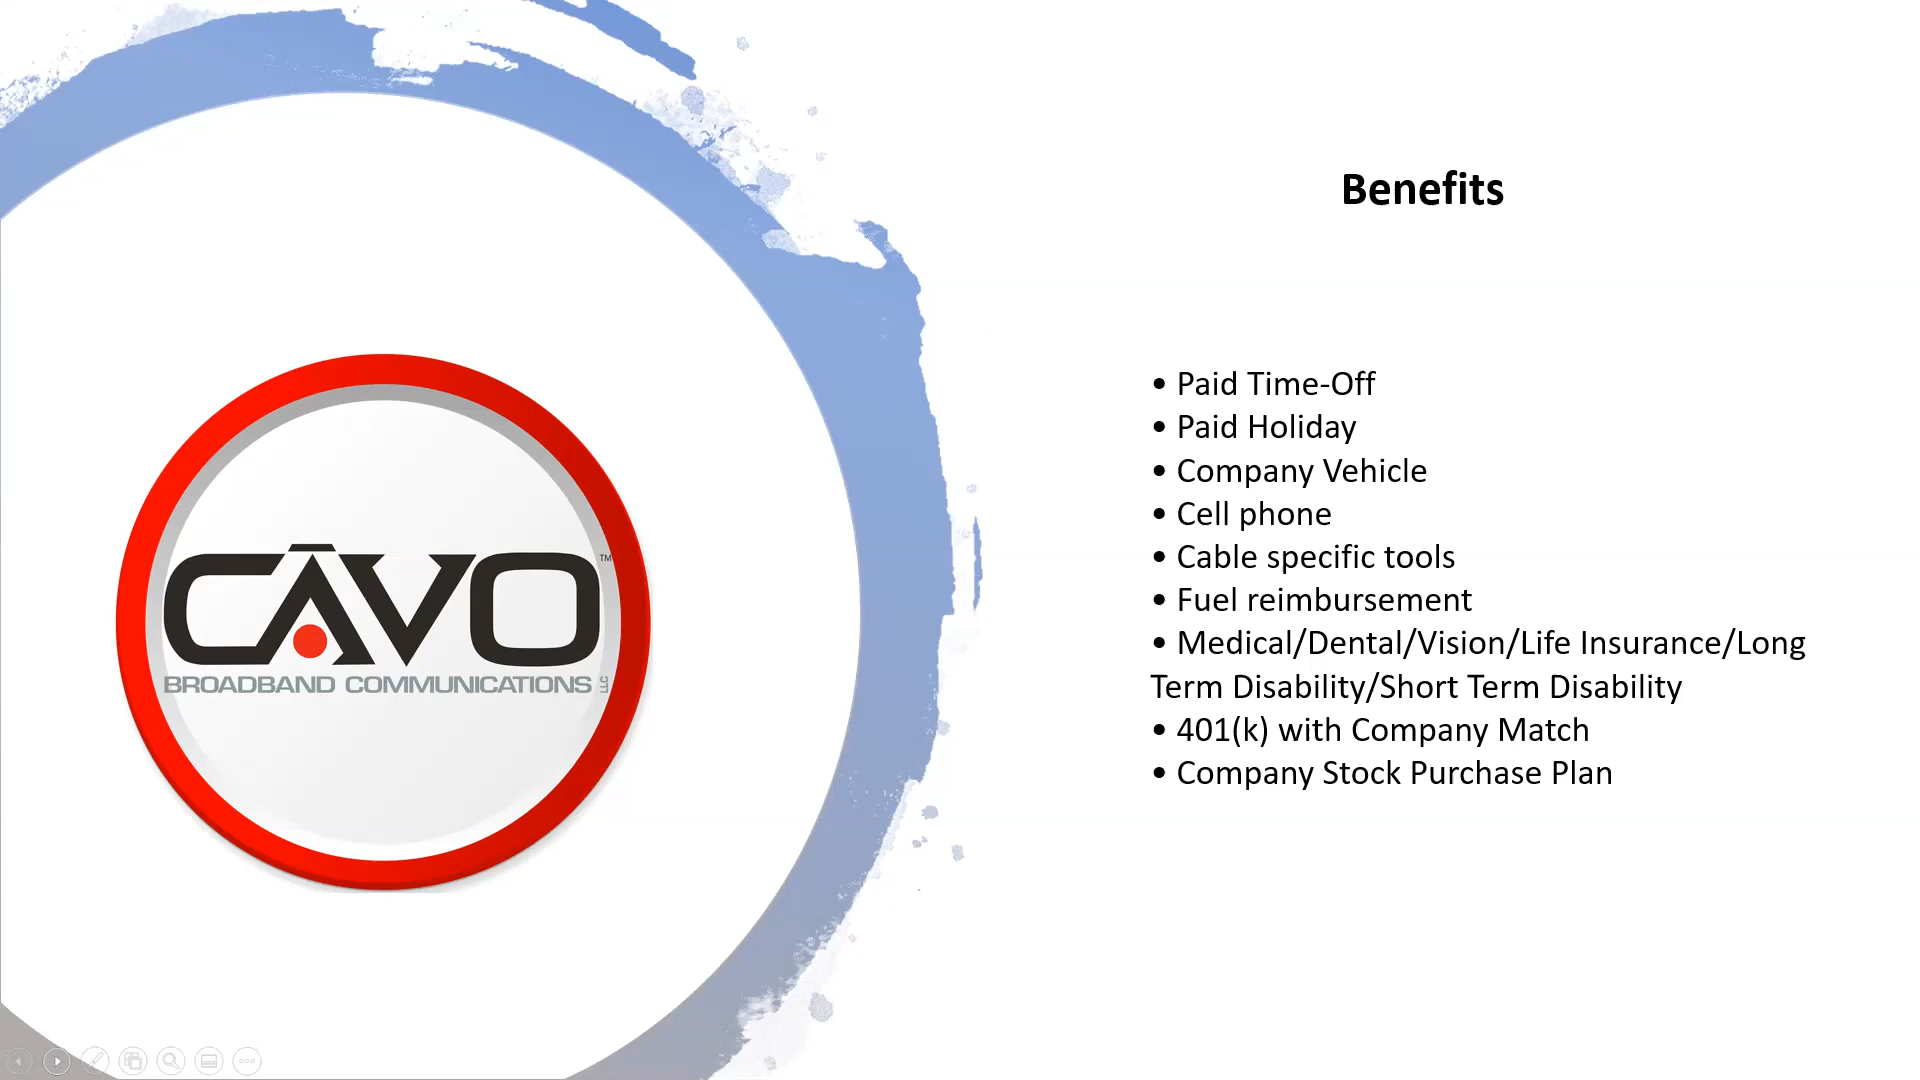 Benefits
• Paid Time-Off
• Paid Holiday
• Company Vehicle
• Cell phone
• Cable specific tools
• Fuel reimbursement
• Medical/Dental/Vision/Life Insurance/Long
Term Disability/Short Term Disability
• 401(k) with Company Match
• Company Stock Purchase Plan
CAVO TM
BROADBAND COMMUNICATIONS LLC